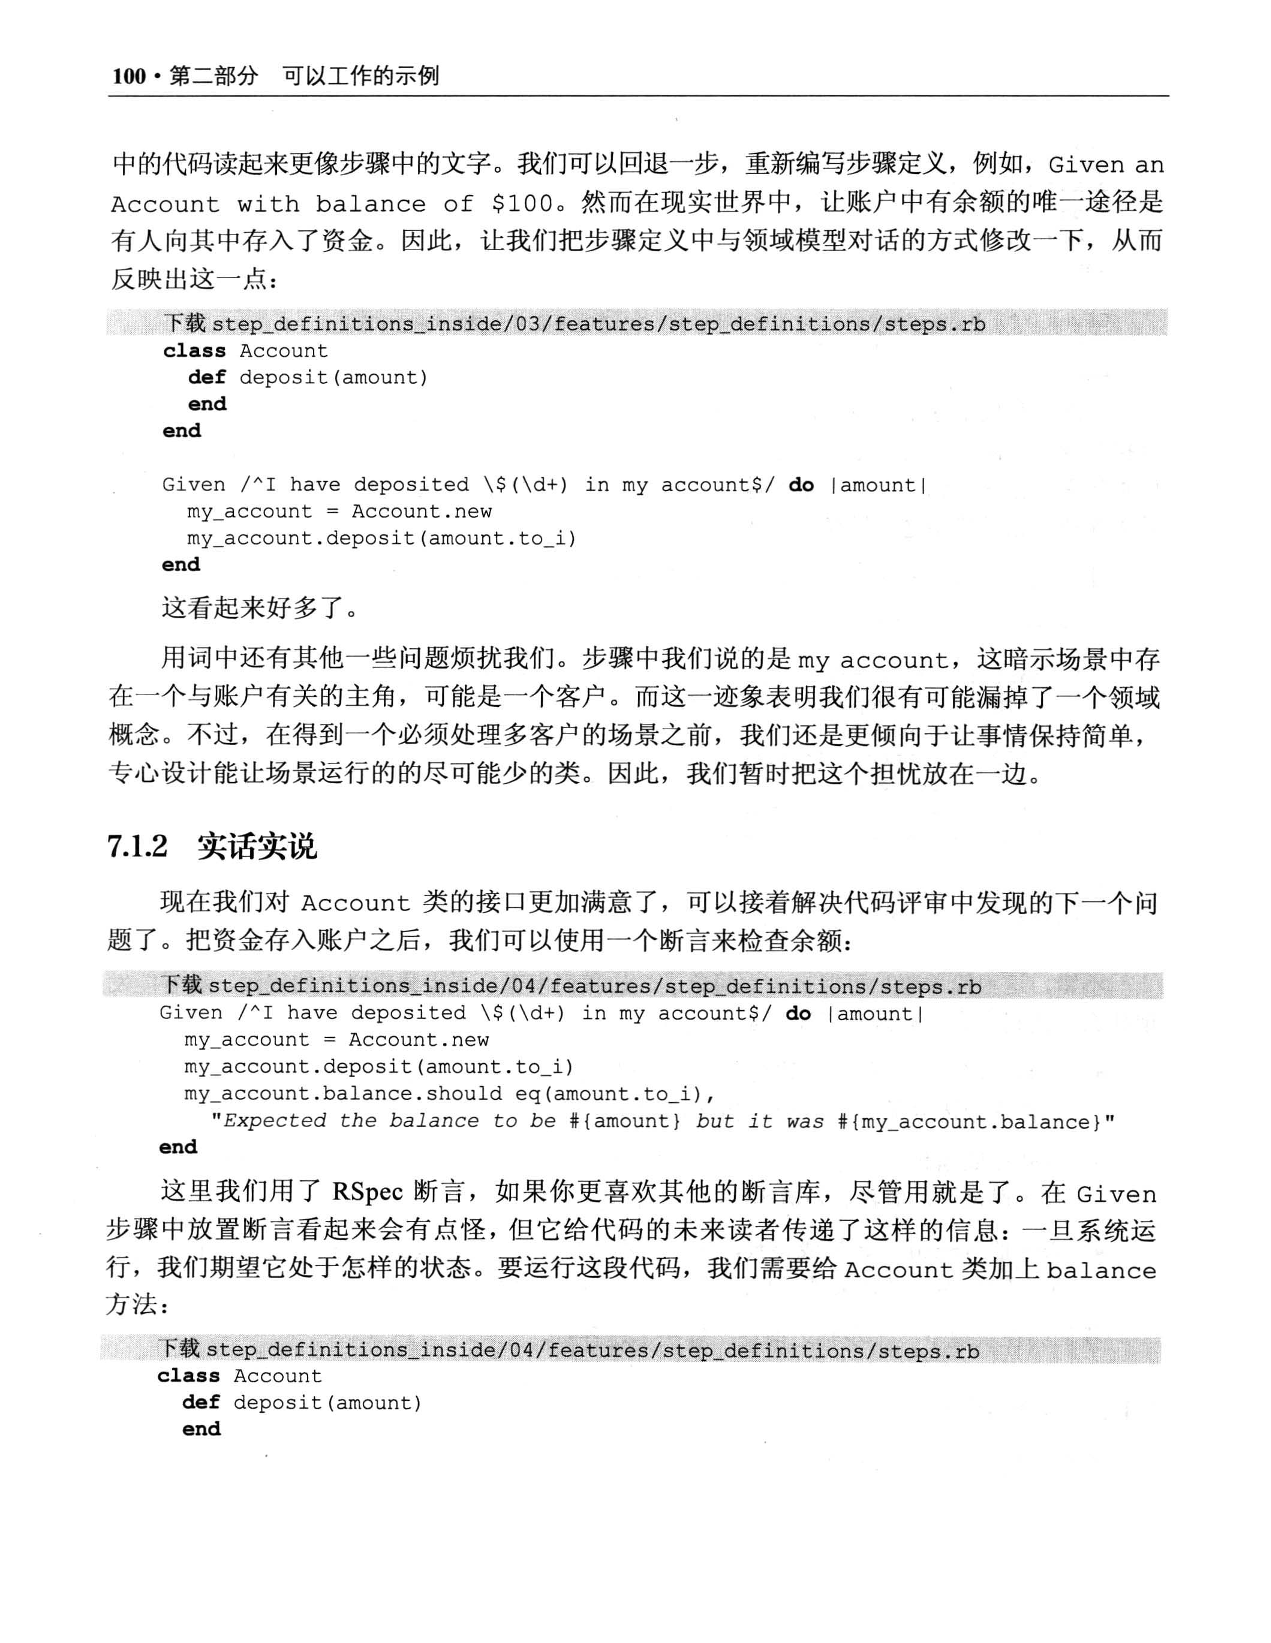 100·第二部分　可以工作的示例
中的代码读起来更像步骤中的文字。我们可以回退一步，重新编写步骤定义，例如，Given an
Account with balance of $100。然而在现实世界中，让账户中有余额的唯一途径是
有人向其中存入了资金。因此，让我们把步骤定义中与领域模型对话的方式修改一下，从而
反映出这一点：
下载 step_definitions_inside/03/features/step_definitions/steps.rb
class Account
  def deposit(amount)
  end
end
Given /^I have deposited \$(\d+) in my account$/ do |amount|
  my_account = Account.new
  my_account.deposit(amount.to_i)
end
这看起来好多了。
用词中还有其他一些问题烦扰我们。步骤中我们说的是 my account，这暗示场景中存
在一个与账户有关的主角，可能是一个客户。而这一迹象表明我们很有可能漏掉了一个领域
概念。不过，在得到一个必须处理多客户的场景之前，我们还是更倾向于让事情保持简单，
专心设计能让场景运行的的尽可能少的类。因此，我们暂时把这个担忧放在一边。
7.1.2　实话实说
现在我们对 Account 类的接口更加满意了，可以接着解决代码评审中发现的下一个问
题了。把资金存入账户之后，我们可以使用一个断言来检查余额：
下载 step_definitions_inside/04/features/step_definitions/steps.rb
Given /^I have deposited \$(\d+) in my account$/ do |amount|
  my_account = Account.new
  my_account.deposit(amount.to_i)
  my_account.balance.should eq(amount.to_i),
    "Expected the balance to be #{amount} but it was #{my_account.balance}"
end
这里我们用了 RSpec 断言，如果你更喜欢其他的断言库，尽管用就是了。在 Given
步骤中放置断言看起来会有点怪，但它给代码的未来读者传递了这样的信息：一旦系统运
行，我们期望它处于怎样的状态。要运行这段代码，我们需要给 Account 类加上 balance
方法：
下载 step_definitions_inside/04/features/step_definitions/steps.rb
class Account
  def deposit(amount)
  end